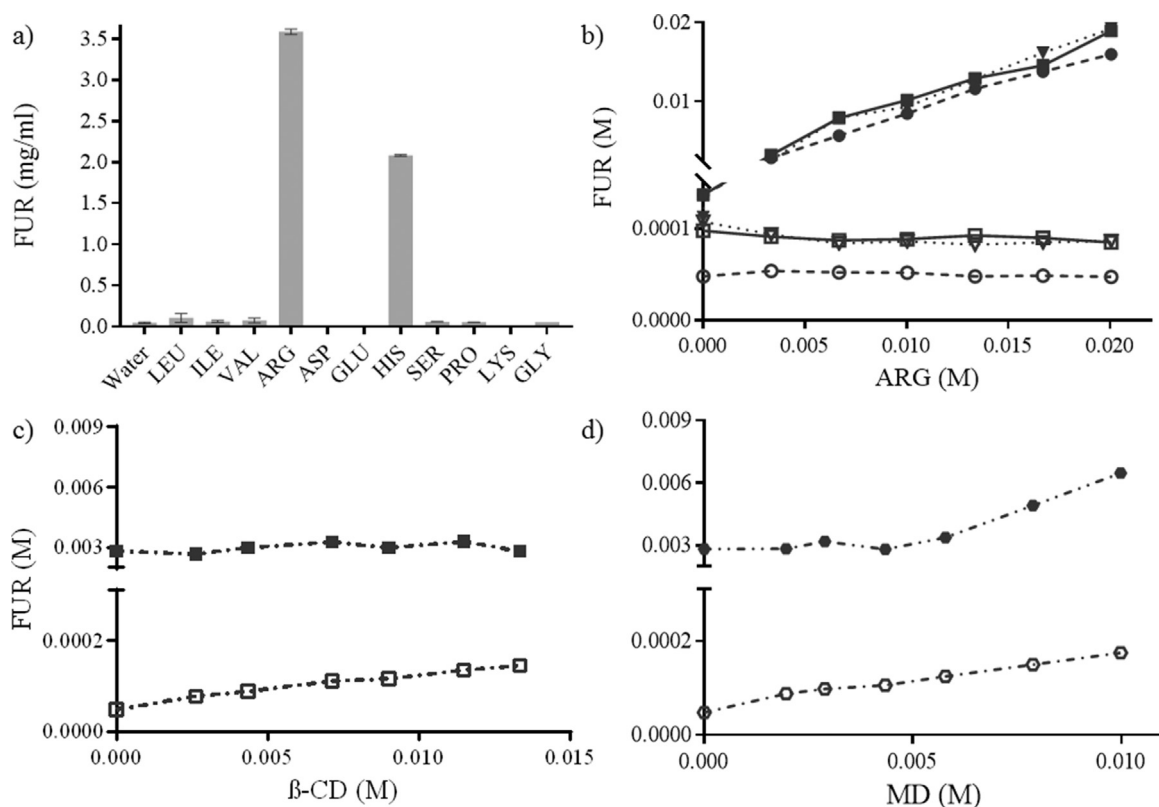 a)
FUR (mg/ml)
3.5
3.0
2.5
2.0
1.5
1.0
0.5
0.0
Water
LEU
ILE
VAL
ARG
ASP
GLU
HIS
SER
PRO
LYS
GLY
b)
FUR (M)
0.02
0.01
0.0001
0.0000
0.000
0.005
0.010
0.015
0.020
ARG (M)
c)
FUR (M)
0.009
0.006
0.003
0.0002
0.0000
0.000
0.005
0.010
0.015
ß-CD (M)
d)
0.009
0.006
0.003
0.0002
0.0000
0.000
0.005
0.010
MD (M)